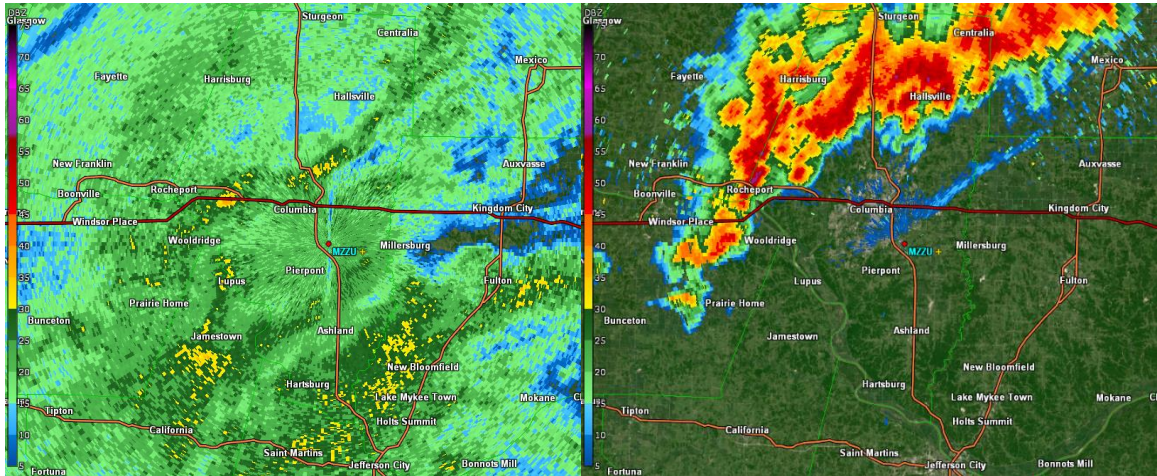 DBZ
Glasgow
Sturgeon
Centralia
75
Mexico
70
Fayette
Harrisburg
65
Hallsville
60
55
New Franklin
Auxvasse
50
Boonville
Rocheport
45
Columbia
Kingdom City
Windsor Place
40
Wooldridge
Millersburg
MZZU
35
Pierpont
Lupus
Fulton
30
Prairie Home
Bunceton
Ashland
25
Jamestown
20
New Bloomfield
Hartsburg
15
Lake Mykee Town
Mokane
Tipton
Holts Summit
10
California
Saint Martins
5
Jefferson City
Bonnots Mill
Fortuna
DBZ
Glasgow
Sturgeon
Centralia
75
Mexico
70
Fayette
Harrisburg
65
Hallsville
60
55
New Franklin
Auxvasse
50
Boonville
Rocheport
45
Columbia
Kingdom City
Windsor Place
40
Wooldridge
Millersburg
MZZU
35
Pierpont
Lupus
Fulton
30
Prairie Home
Bunceton
Ashland
25
Jamestown
20
New Bloomfield
Hartsburg
15
Lake Mykee Town
Mokane
Tipton
Holts Summit
10
California
Saint Martins
5
Jefferson City
Bonnots Mill
Fortuna